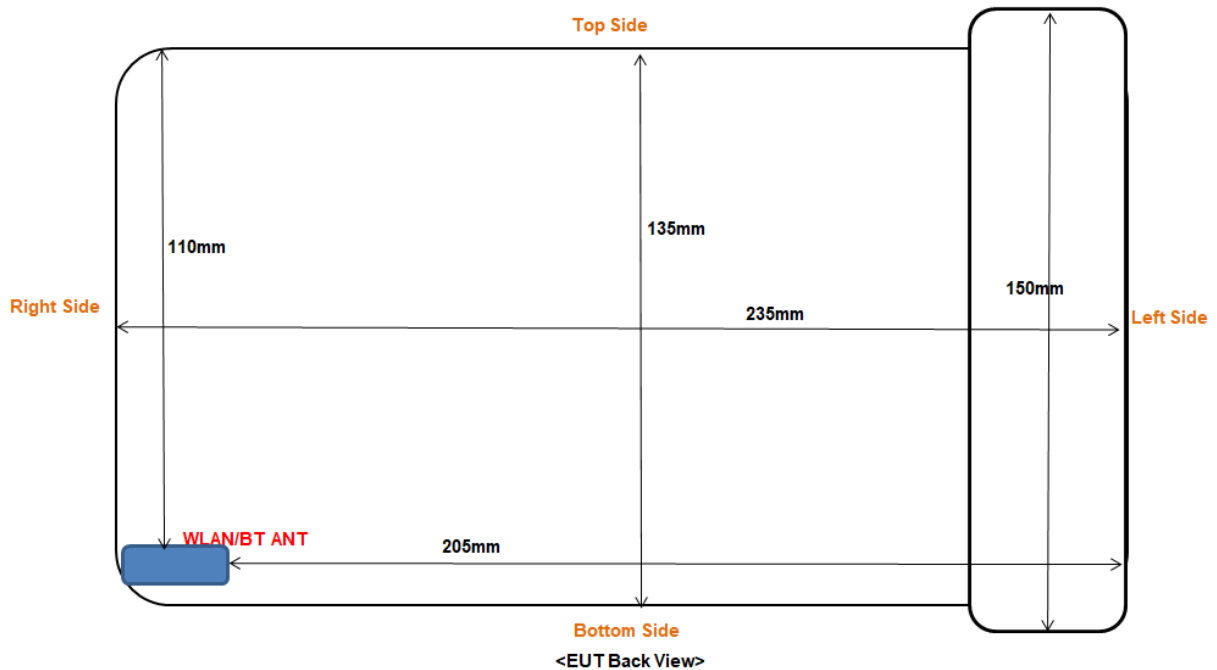 Top Side
135mm
110mm
150mm
Right Side
235mm
Left Side
WLAN/BT ANT
205mm
Bottom Side
<EUT Back View>